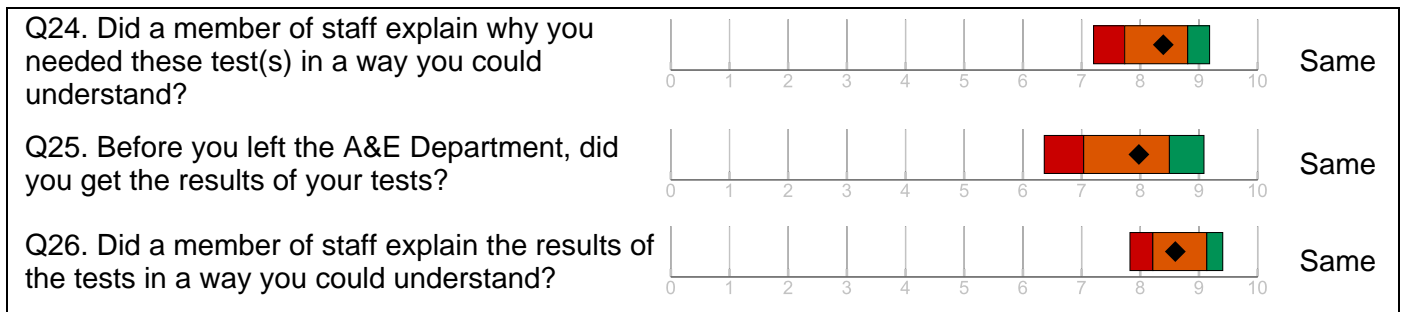 Q24. Did a member of staff explain why you
needed these test(s) in a way you could
understand?
0 1 2 3 4 5 6 7 8 9 10
Same
Q25. Before you left the A&E Department, did
you get the results of your tests?
0 1 2 3 4 5 6 7 8 9 10
Same
Q26. Did a member of staff explain the results of
the tests in a way you could understand?
0 1 2 3 4 5 6 7 8 9 10
Same